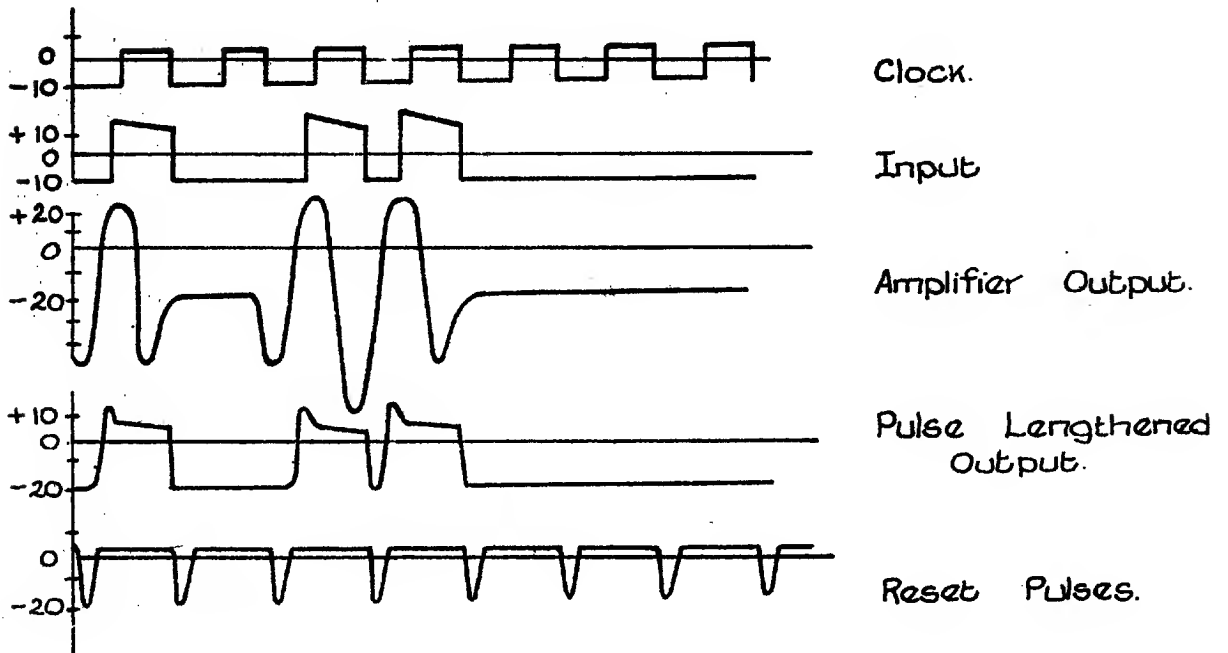 0
-10
Clock.
+10
0
-10
Input
+20
0
-20
Amplifier Output.
+10
0
-20
Pulse Lengthened
Output.
0
-20
Reset Pulses.